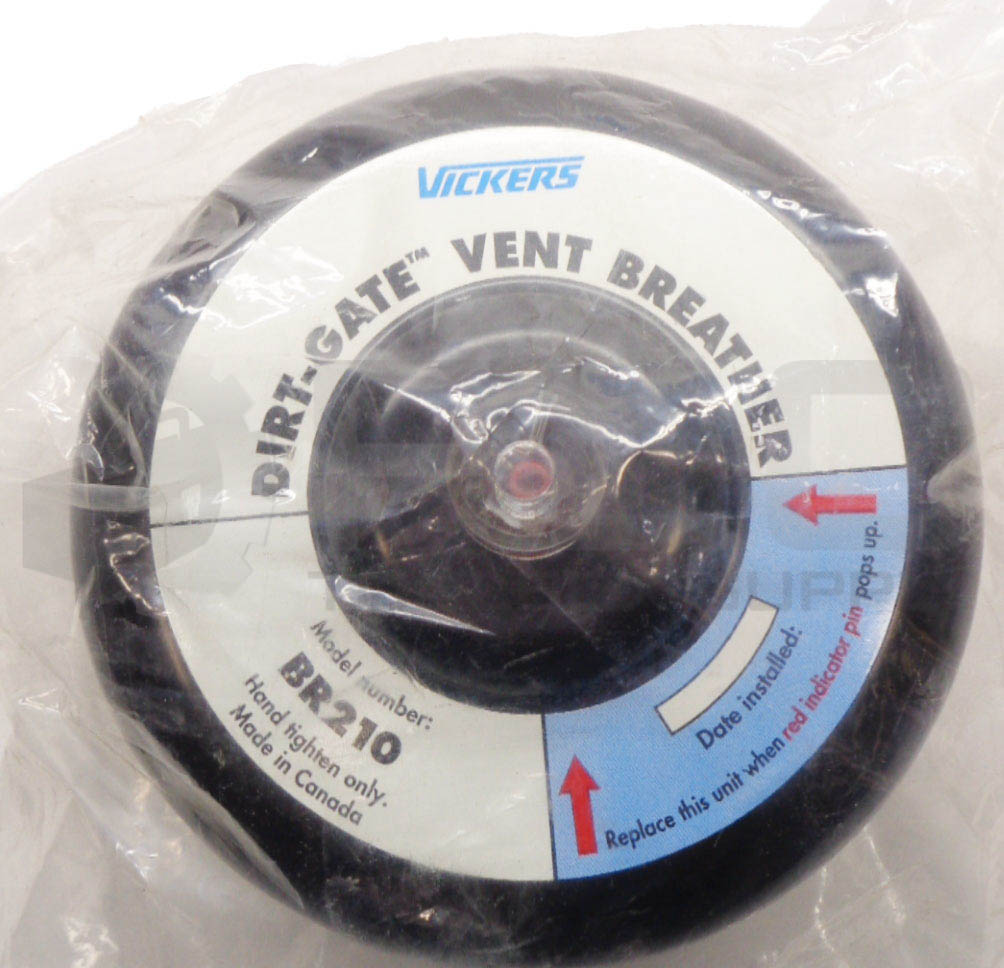 VICKERS
DIRT-GATE™ VENT BREATHER
Model number:
BR210
Hand tighten only.
Made in Canada
Date installed:
Replace this unit when red indicator pin pops up.